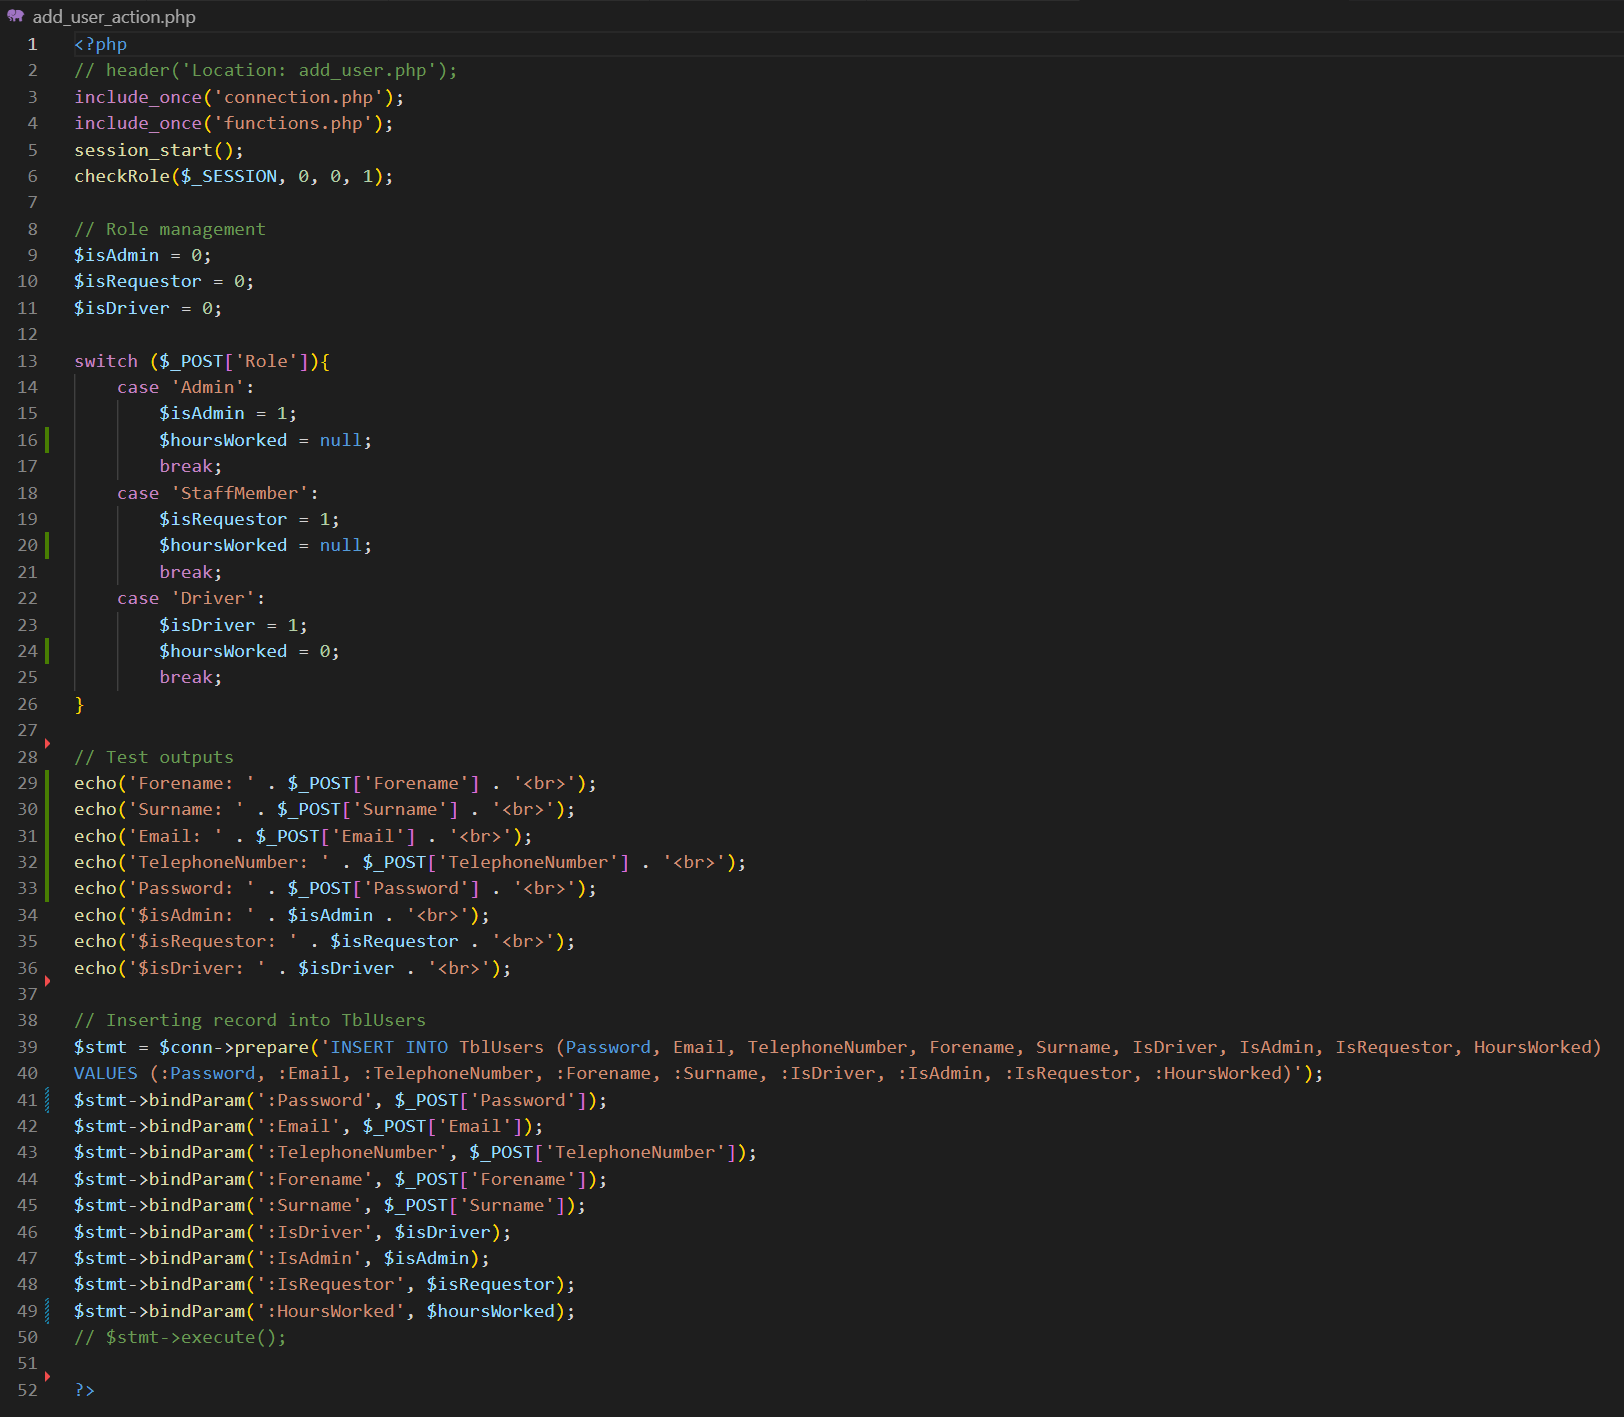 add_user_action.php
1 <?php
2 // header('Location: add_user.php');
3 include_once('connection.php');
4 include_once('functions.php');
5 session_start();
6 checkRole($_SESSION, 0, 0, 1);
7
8 // Role management
9 $isAdmin = 0;
10 $isRequestor = 0;
11 $isDriver = 0;
12
13 switch ($_POST['Role']){
14     case 'Admin':
15         $isAdmin = 1;
16         $hoursWorked = null;
17         break;
18     case 'StaffMember':
19         $isRequestor = 1;
20         $hoursWorked = null;
21         break;
22     case 'Driver':
23         $isDriver = 1;
24         $hoursWorked = 0;
25         break;
26 }
27
28 // Test outputs
29 echo('Forename: ' . $_POST['Forename'] . '<br>');
30 echo('Surname: ' . $_POST['Surname'] . '<br>');
31 echo('Email: ' . $_POST['Email'] . '<br>');
32 echo('TelephoneNumber: ' . $_POST['TelephoneNumber'] . '<br>');
33 echo('Password: ' . $_POST['Password'] . '<br>');
34 echo('$isAdmin: ' . $isAdmin . '<br>');
35 echo('$isRequestor: ' . $isRequestor . '<br>');
36 echo('$isDriver: ' . $isDriver . '<br>');
37
38 // Inserting record into TblUsers
39 $stmt = $conn->prepare('INSERT INTO TblUsers (Password, Email, TelephoneNumber, Forename, Surname, IsDriver, IsAdmin, IsRequestor, HoursWorked)
40 VALUES (:Password, :Email, :TelephoneNumber, :Forename, :Surname, :IsDriver, :IsAdmin, :IsRequestor, :HoursWorked)');
41 $stmt->bindParam(':Password', $_POST['Password']);
42 $stmt->bindParam(':Email', $_POST['Email']);
43 $stmt->bindParam(':TelephoneNumber', $_POST['TelephoneNumber']);
44 $stmt->bindParam(':Forename', $_POST['Forename']);
45 $stmt->bindParam(':Surname', $_POST['Surname']);
46 $stmt->bindParam(':IsDriver', $isDriver);
47 $stmt->bindParam(':IsAdmin', $isAdmin);
48 $stmt->bindParam(':IsRequestor', $isRequestor);
49 $stmt->bindParam(':HoursWorked', $hoursWorked);
50 // $stmt->execute();
51
52 ?>